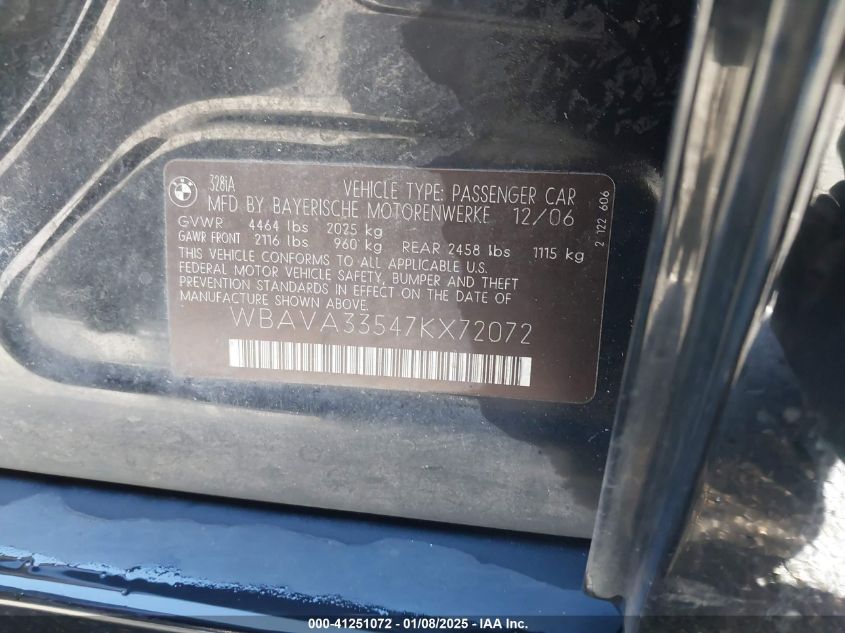 BMW
328iA
VEHICLE TYPE: PASSENGER CAR
MFD BY BAYERISCHE MOTORENWERKE 12/06
GVWR 4464 lbs 2025 kg
GAWR FRONT 2116 lbs 960 kg REAR 2458 lbs 1115 kg
THIS VEHICLE CONFORMS TO ALL APPLICABLE U.S.
FEDERAL MOTOR VEHICLE SAFETY, BUMPER AND THEFT
PREVENTION STANDARDS IN EFFECT ON THE DATE OF
MANUFACTURE SHOWN ABOVE.
WBAVA33547KX72072
2 122 606
000-41251072 - 01/08/2025 - IAA Inc.